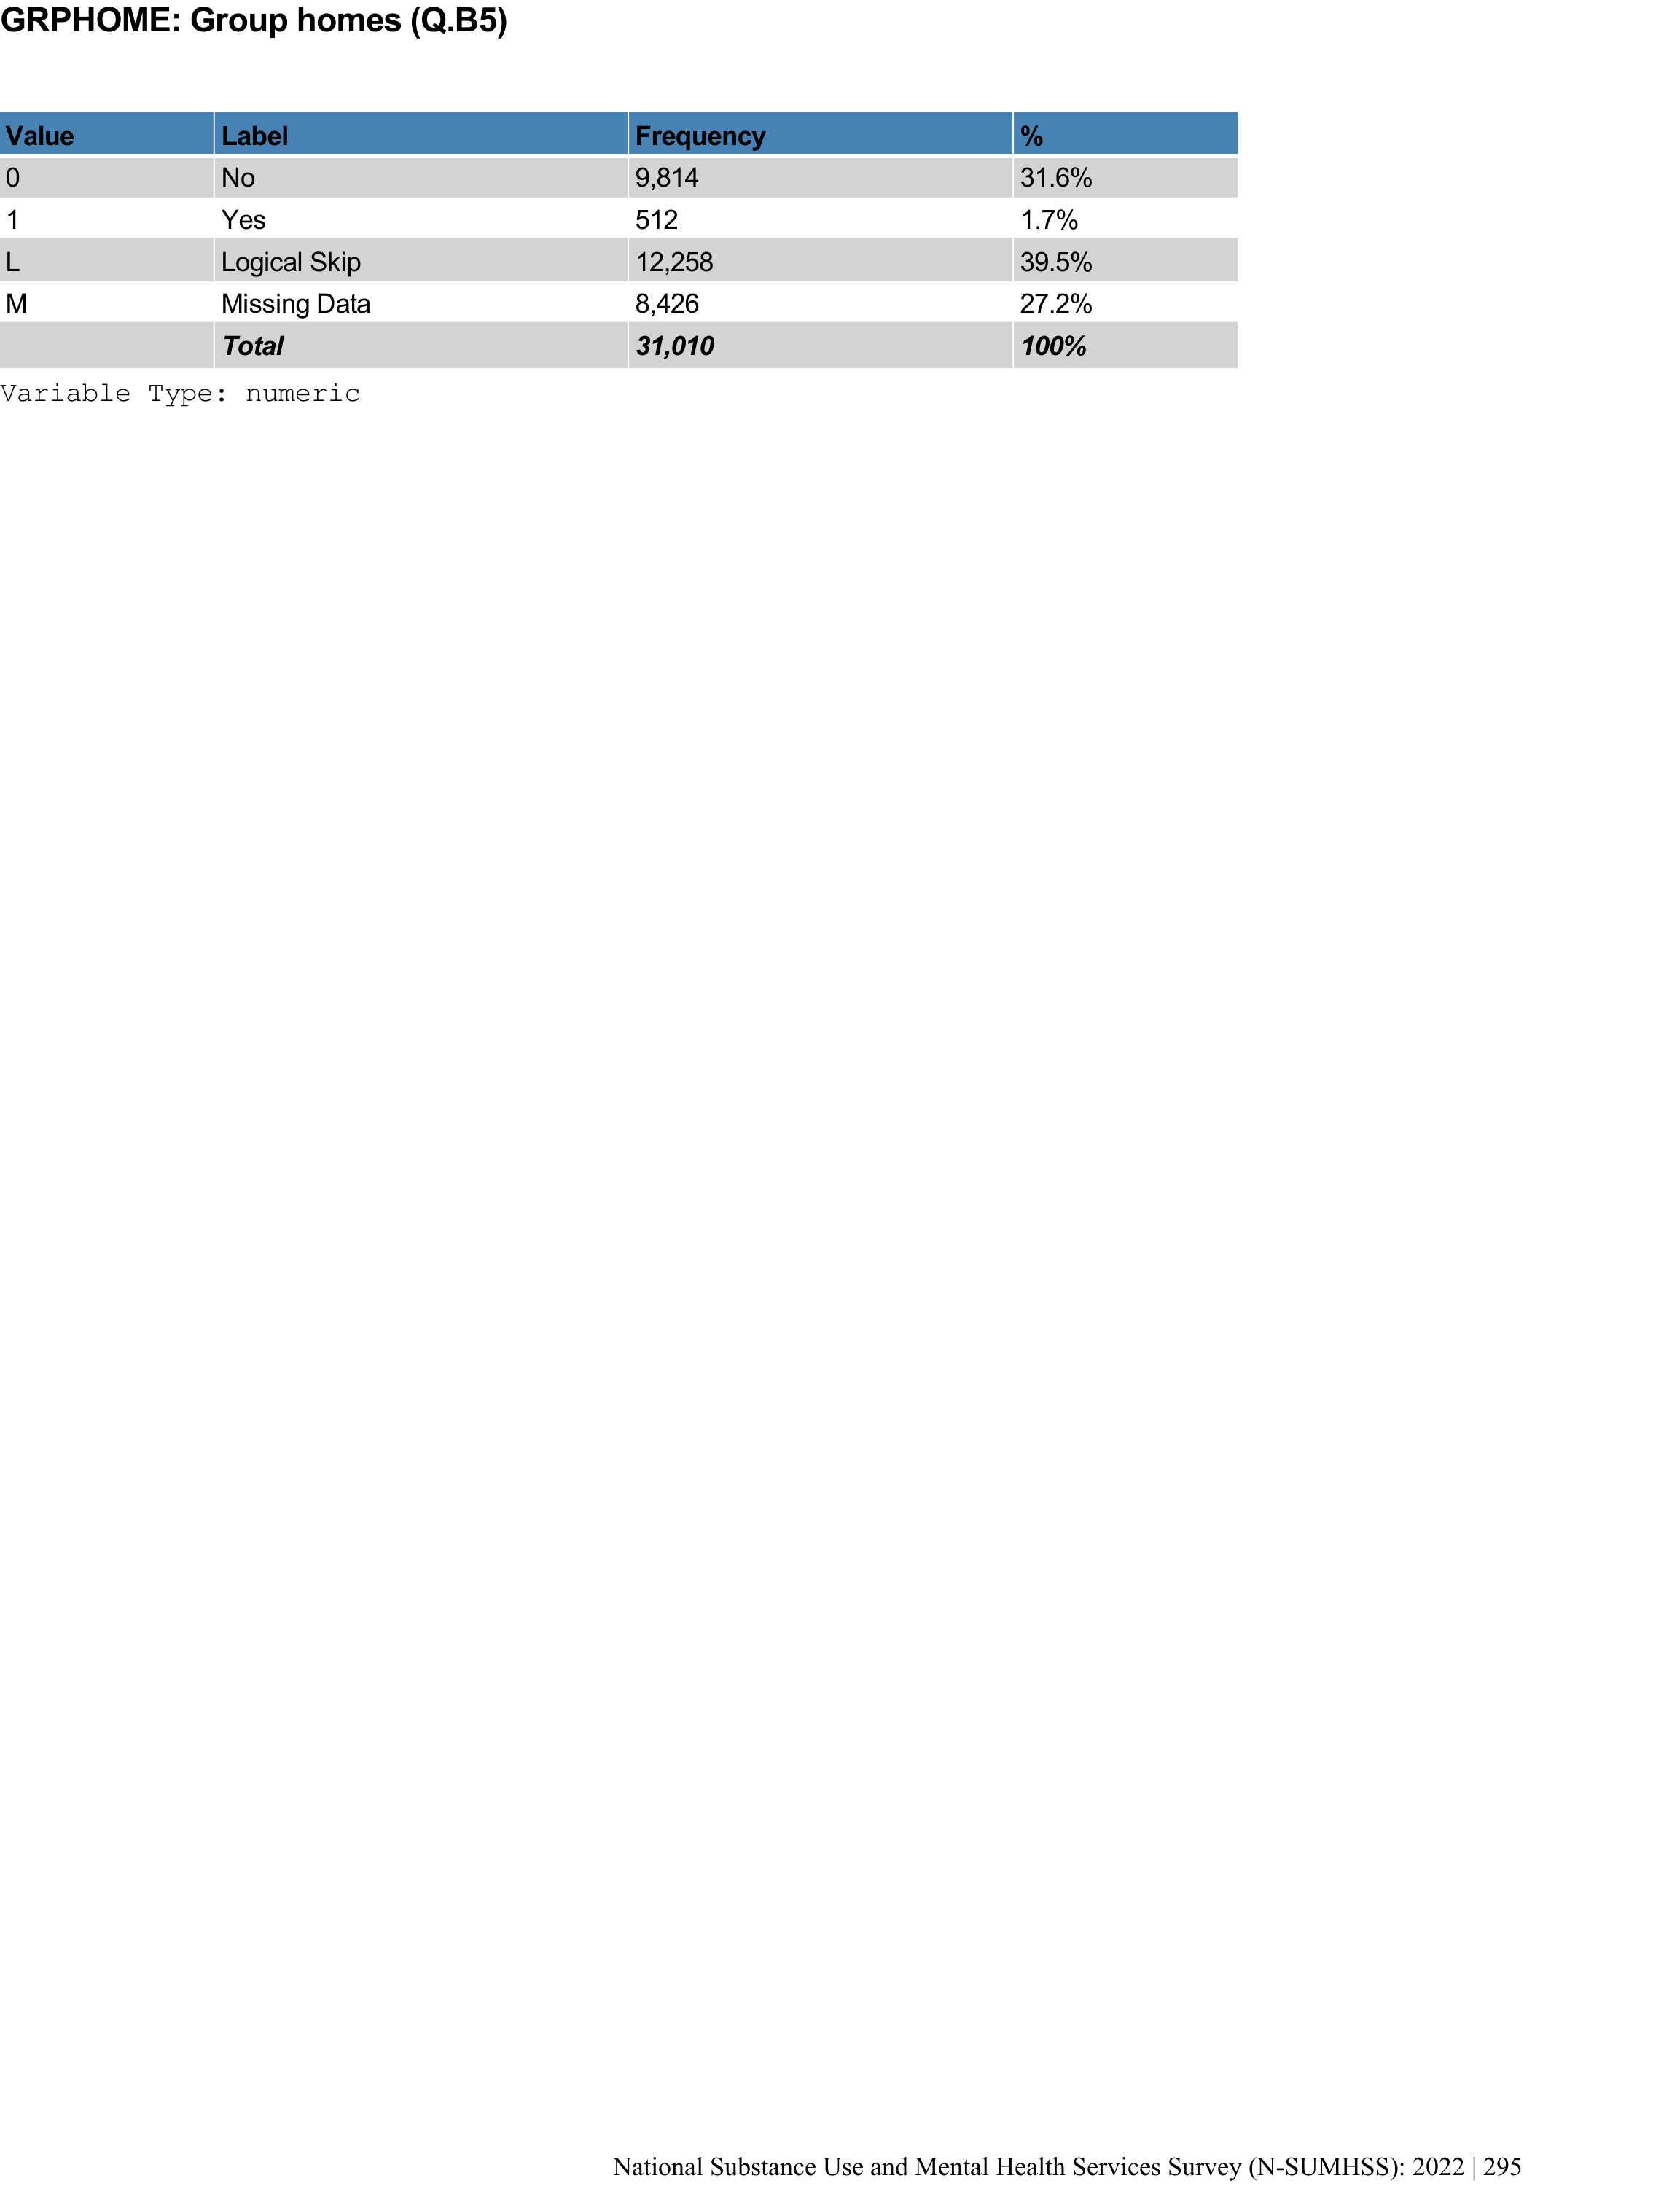 GRPHOME: Group homes (Q.B5)
Value Label Frequency %
0 No 9,814 31.6%
1 Yes 512 1.7%
L Logical Skip 12,258 39.5%
M Missing Data 8,426 27.2%
Total 31,010 100%
Variable Type: numeric
National Substance Use and Mental Health Services Survey (N-SUMHSS): 2022 | 295